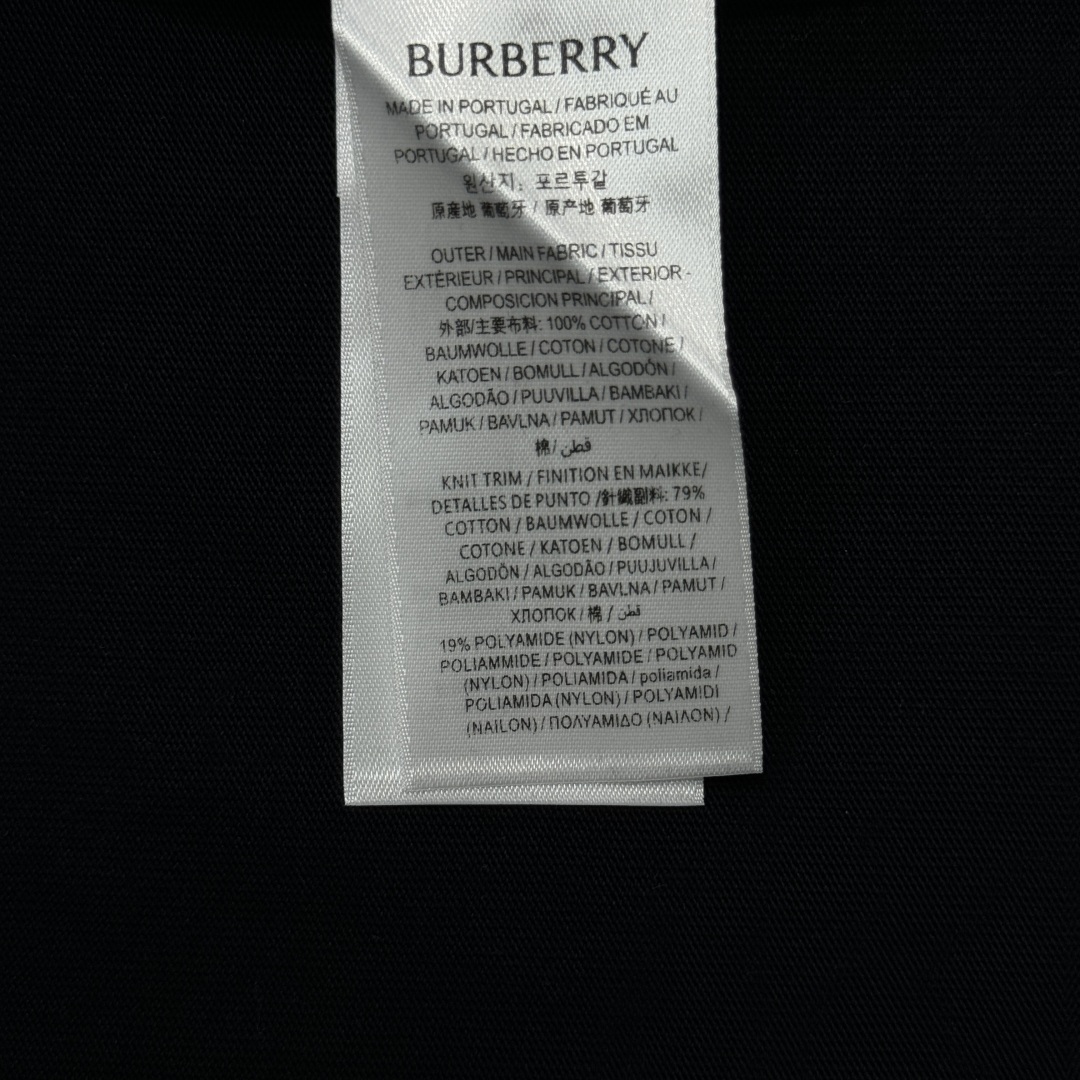 BURBERRY
MADE IN PORTUGAL / FABRIQUÉ AU
PORTUGAL / FABRICADO EM
PORTUGAL / HECHO EN PORTUGAL
원산지: 포르투갈
原産地 葡萄牙 / 原产地 葡萄牙
OUTER / MAIN FABRIC / TISSU
EXTÉRIEUR / PRINCIPAL / EXTERIOR -
COMPOSICION PRINCIPAL /
外部/主要布料: 100% COTTON /
BAUMWOLLE / COTON / COTONE /
KATOEN / BOMULL / ALGODÓN /
ALGODÃO / PUUVILLA / BAMBAKI /
PAMUK / BAVLNA / PAMUT / ХЛОПОК /
棉/ قطن
KNIT TRIM / FINITION EN MAIKKE/
DETALLES DE PUNTO /針織副料: 79%
COTTON / BAUMWOLLE / COTON /
COTONE / KATOEN / BOMULL /
ALGODÓN / ALGODÃO / PUUJUVILLA /
BAMBAKI / PAMUK / BAVLNA / PAMUT /
ХЛОПОК / 棉 / قطن
19% POLYAMIDE (NYLON) / POLYAMID /
POLIAMMIDE / POLYAMIDE / POLYAMID
(NYLON) / POLIAMIDA / poliamida /
POLIAMIDA (NYLON) / POLYAMIDI
(NAILON) / ΠΟΛΥΑΜΙΔΟ (ΝΑΙΛΟΝ) /